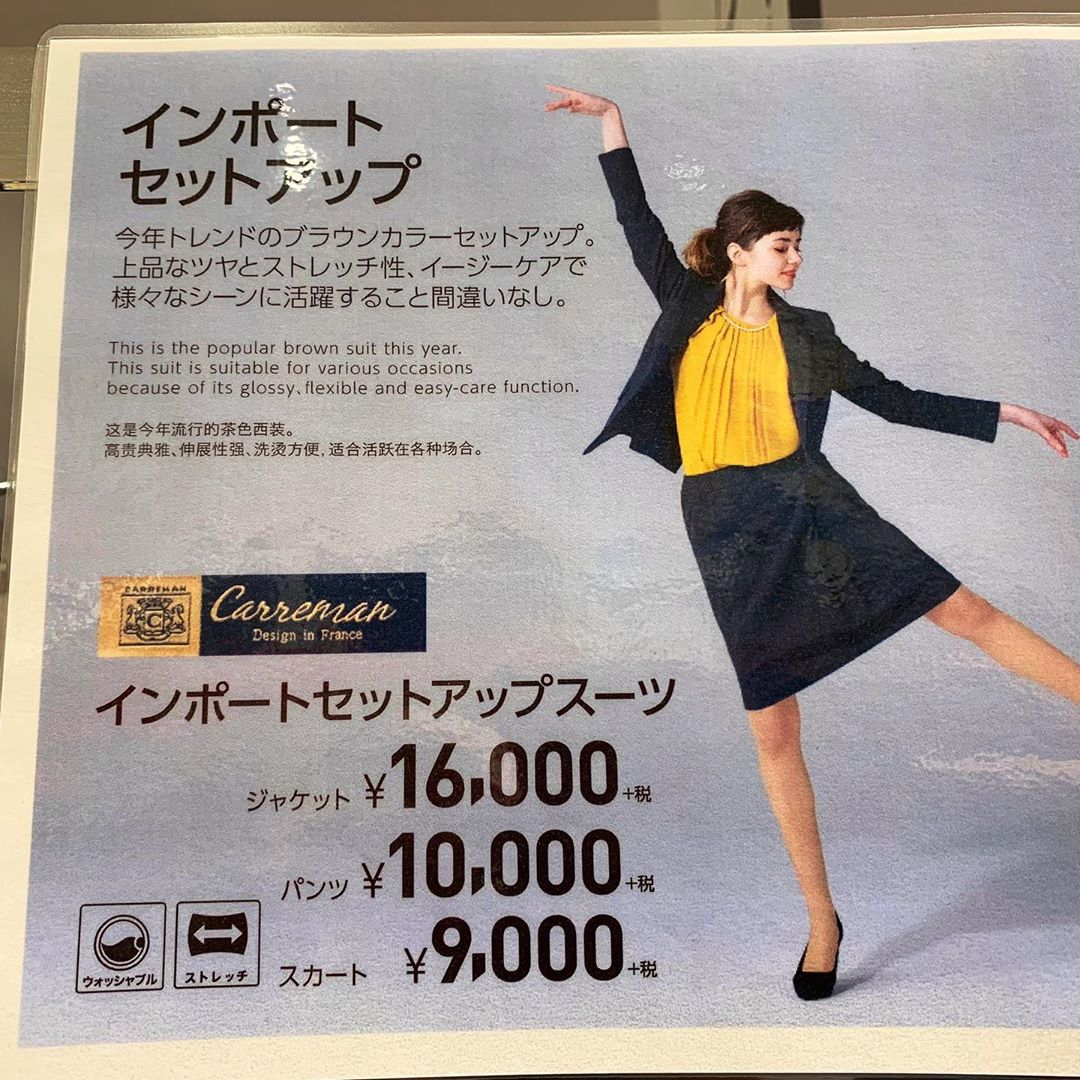 インポート
セットアップ
今年トレンドのブラウンカラーセットアップ。
上品なツヤとストレッチ性、イージーケアで
様々なシーンに活躍すること間違いなし。
This is the popular brown suit this year.
This suit is suitable for various occasions
because of its glossy、flexible and easy-care function.
这是今年流行的茶色西装。
高贵典雅、伸展性强、洗烫方便，适合活跃在各种场合。
CARREMAN
C
Carreman
Design in France
インポートセットアップスーツ
ジャケット ¥16,000+税
パンツ ¥10,000+税
スカート ¥9,000+税
ウォッシャブル
ストレッチ